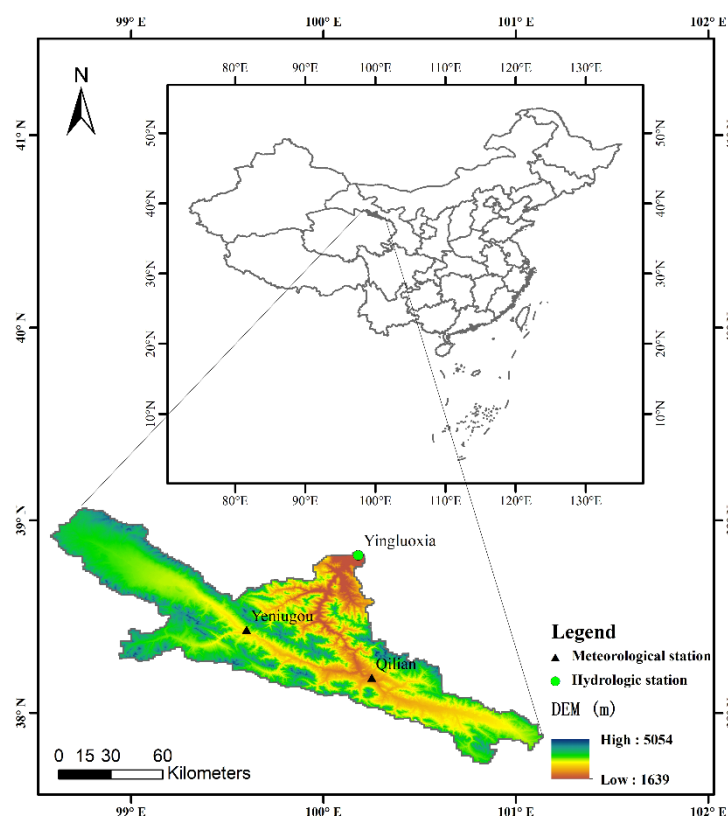 99° E 100° E 101° E 102° E
N
80° E 90° E 100° E 110° E 120° E 130° E
41° N
50° N 50° N
40° N 40° N
30° N 30° N
40° N
20° N 20° N
10° N 10° N
80° E 90° E 100° E 110° E 120° E 130° E
39° N
Yingluoxia
Yeniugou
Qilian
Legend
Meteorological station
Hydrologic station
DEM (m)
High : 5054
Low : 1639
38° N
0 15 30 60
Kilometers
99° E 100° E 101° E 102° E